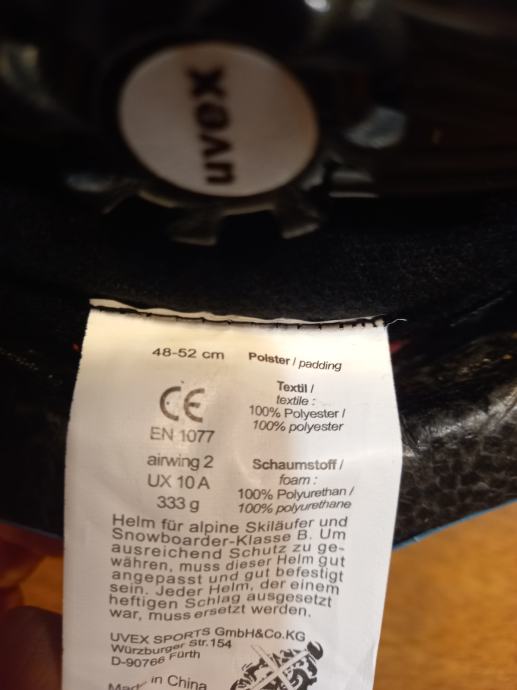 uvex
48-52 cm
CE
EN 1077
airwing 2
UX 10 A
333 g
Polster / padding
Textil /
textile :
100% Polyester /
100% polyester
Schaumstoff /
foam :
100% Polyurethan /
100% polyurethane
Helm für alpine Skiläufer und
Snowboarder-Klasse B. Um
ausreichend Schutz zu ge-
währen, muss dieser Helm gut
angepasst und gut befestigt
sein. Jeder Helm, der einem
heftigen Schlag ausgesetzt
war, muss ersetzt werden.
UVEX SPORTS GmbH&Co.KG
Würzburger Str.154
D-90766 Fürth
in China